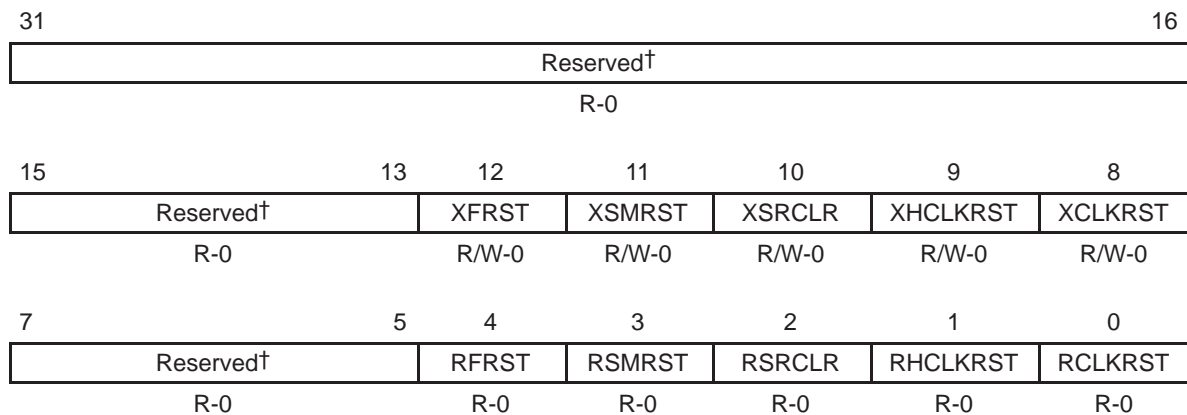 31 16
Reserved†
R-0
15 13 12 11 10 9 8
Reserved† XFRST XSMRST XSRCLR XHCLKRST XCLKRST
R-0 R/W-0 R/W-0 R/W-0 R/W-0 R/W-0
7 5 4 3 2 1 0
Reserved† RFRST RSMRST RSRCLR RHCLKRST RCLKRST
R-0 R-0 R-0 R-0 R-0 R-0